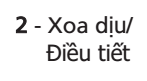 2 - Xoa dịu/
Điều tiết